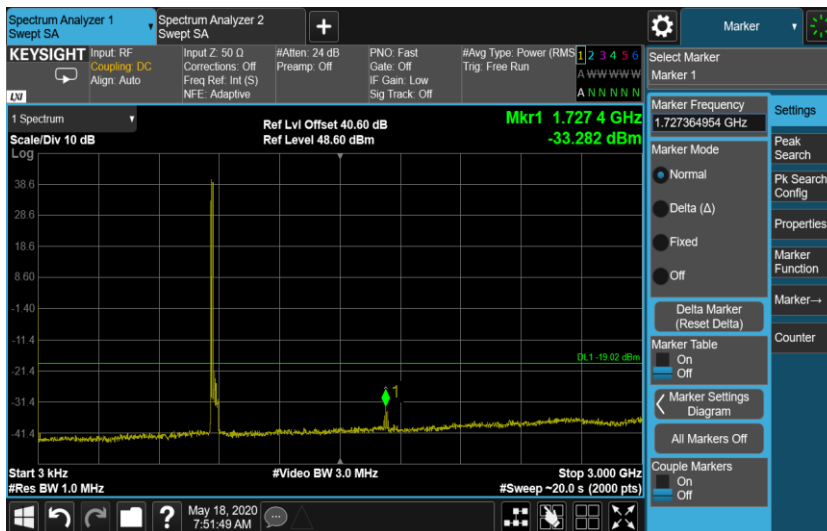 Spectrum Analyzer 1
Swept SA
Spectrum Analyzer 2
Swept SA
+
Marker
KEYSIGHT
LXI
Input: RF
Coupling: DC
Align: Auto
Input Z: 50 Ω
Corrections: Off
Freq Ref: Int (S)
NFE: Adaptive
#Atten: 24 dB
Preamp: Off
PNO: Fast
Gate: Off
IF Gain: Low
Sig Track: Off
#Avg Type: Power (RMS
Trig: Free Run
1 2 3 4 5 6
A W W W W W
A N N N N N
Select Marker
Marker 1
1 Spectrum
Scale/Div 10 dB
Log
Ref Lvl Offset 40.60 dB
Ref Level 48.60 dBm
Mkr1 1.727 4 GHz
-33.282 dBm
38.6
28.6
18.6
8.60
-1.40
-11.4
-21.4
-31.4
-41.4
DL1 -19.02 dBm
1
Start 3 kHz
#Res BW 1.0 MHz
#Video BW 3.0 MHz
Stop 3.000 GHz
#Sweep ~20.0 s (2000 pts)
Marker Frequency
1.727364954 GHz
Marker Mode
Normal
Delta (Δ)
Fixed
Off
Delta Marker
(Reset Delta)
Marker Table
On
Off
Marker Settings
Diagram
All Markers Off
Couple Markers
On
Off
Settings
Peak
Search
Pk Search
Config
Properties
Marker
Function
Marker→
Counter
?
May 18, 2020
7:51:49 AM